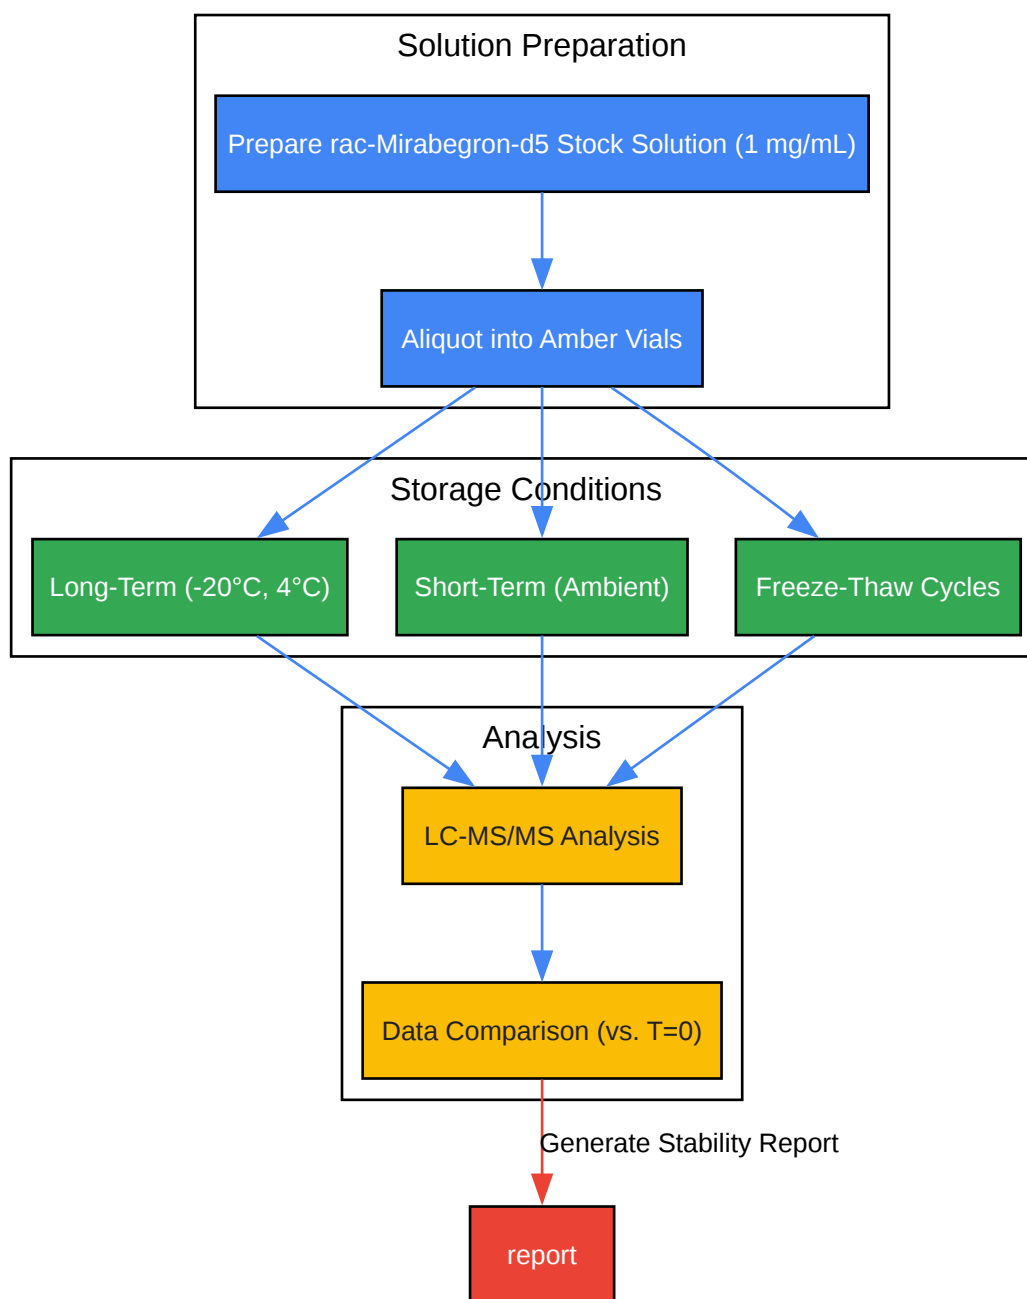 Solution Preparation
Prepare rac-Mirabegron-d5 Stock Solution (1 mg/mL)
Aliquot into Amber Vials
Storage Conditions
Long-Term (-20°C, 4°C)
Short-Term (Ambient)
Freeze-Thaw Cycles
Analysis
LC-MS/MS Analysis
Data Comparison (vs. T=0)
Generate Stability Report
report